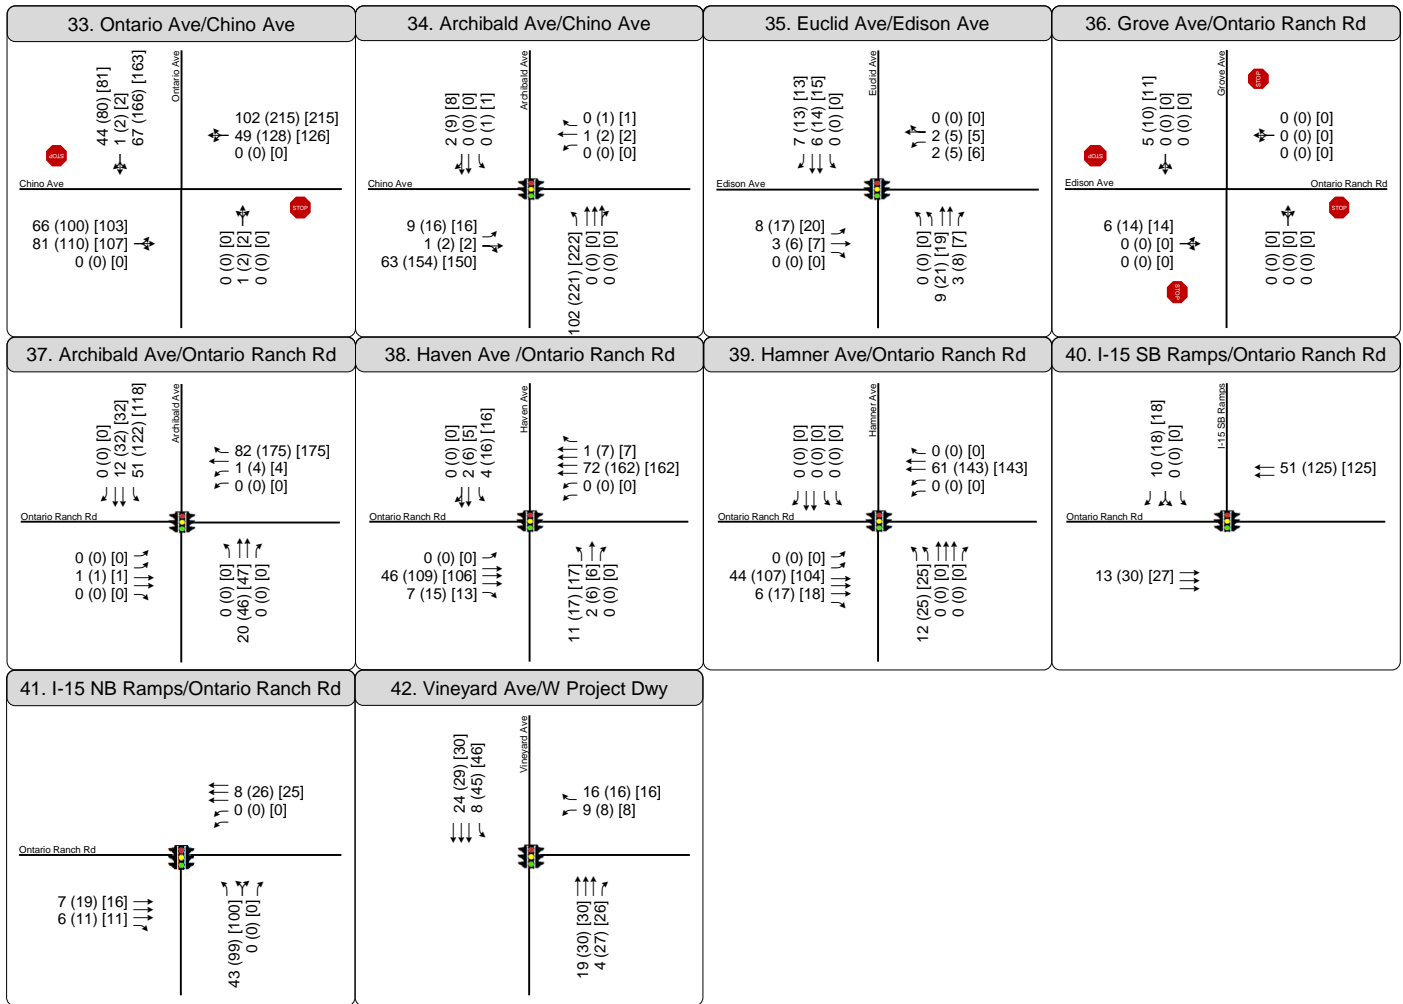 33. Ontario Ave/Chino Ave
44 (80) [81]
1 (2) [2]
67 (166) [163]
Ontario Ave
102 (215) [215]
49 (128) [126]
0 (0) [0]
STOP
Chino Ave
STOP
66 (100) [103]
81 (110) [107]
0 (0) [0]
0 (0) [0]
1 (2) [2]
0 (0) [0]
34. Archibald Ave/Chino Ave
2 (9) [8]
0 (0) [0]
0 (1) [1]
Archibald Ave
0 (1) [1]
1 (2) [2]
0 (0) [0]
Chino Ave
9 (16) [16]
1 (2) [2]
63 (154) [150]
102 (221) [222]
0 (0) [0]
0 (0) [0]
35. Euclid Ave/Edison Ave
7 (13) [13]
6 (14) [15]
0 (0) [0]
Euclid Ave
0 (0) [0]
2 (5) [5]
2 (5) [6]
Edison Ave
8 (17) [20]
3 (6) [7]
0 (0) [0]
0 (0) [0]
9 (21) [19]
3 (8) [7]
36. Grove Ave/Ontario Ranch Rd
5 (10) [11]
0 (0) [0]
0 (0) [0]
Grove Ave
STOP
0 (0) [0]
0 (0) [0]
0 (0) [0]
STOP
Edison Ave
Ontario Ranch Rd
STOP
6 (14) [14]
0 (0) [0]
0 (0) [0]
STOP
0 (0) [0]
0 (0) [0]
0 (0) [0]
37. Archibald Ave/Ontario Ranch Rd
0 (0) [0]
12 (32) [32]
51 (122) [118]
Archibald Ave
82 (175) [175]
1 (4) [4]
0 (0) [0]
Ontario Ranch Rd
0 (0) [0]
1 (1) [1]
0 (0) [0]
0 (0) [0]
20 (46) [47]
0 (0) [0]
38. Haven Ave /Ontario Ranch Rd
0 (0) [0]
2 (6) [5]
4 (16) [16]
Haven Ave
1 (7) [7]
72 (162) [162]
0 (0) [0]
Ontario Ranch Rd
0 (0) [0]
46 (109) [106]
7 (15) [13]
11 (17) [17]
2 (6) [6]
0 (0) [0]
39. Hamner Ave/Ontario Ranch Rd
0 (0) [0]
0 (0) [0]
0 (0) [0]
Hamner Ave
0 (0) [0]
61 (143) [143]
0 (0) [0]
Ontario Ranch Rd
0 (0) [0]
44 (107) [104]
6 (17) [18]
12 (25) [25]
0 (0) [0]
0 (0) [0]
40. I-15 SB Ramps/Ontario Ranch Rd
10 (18) [18]
0 (0) [0]
I-15 SB Ramps
51 (125) [125]
Ontario Ranch Rd
13 (30) [27]
41. I-15 NB Ramps/Ontario Ranch Rd
8 (26) [25]
0 (0) [0]
Ontario Ranch Rd
7 (19) [16]
6 (11) [11]
43 (99) [100]
0 (0) [0]
42. Vineyard Ave/W Project Dwy
24 (29) [30]
8 (45) [46]
Vineyard Ave
16 (16) [16]
9 (8) [8]
19 (30) [30]
4 (27) [26]